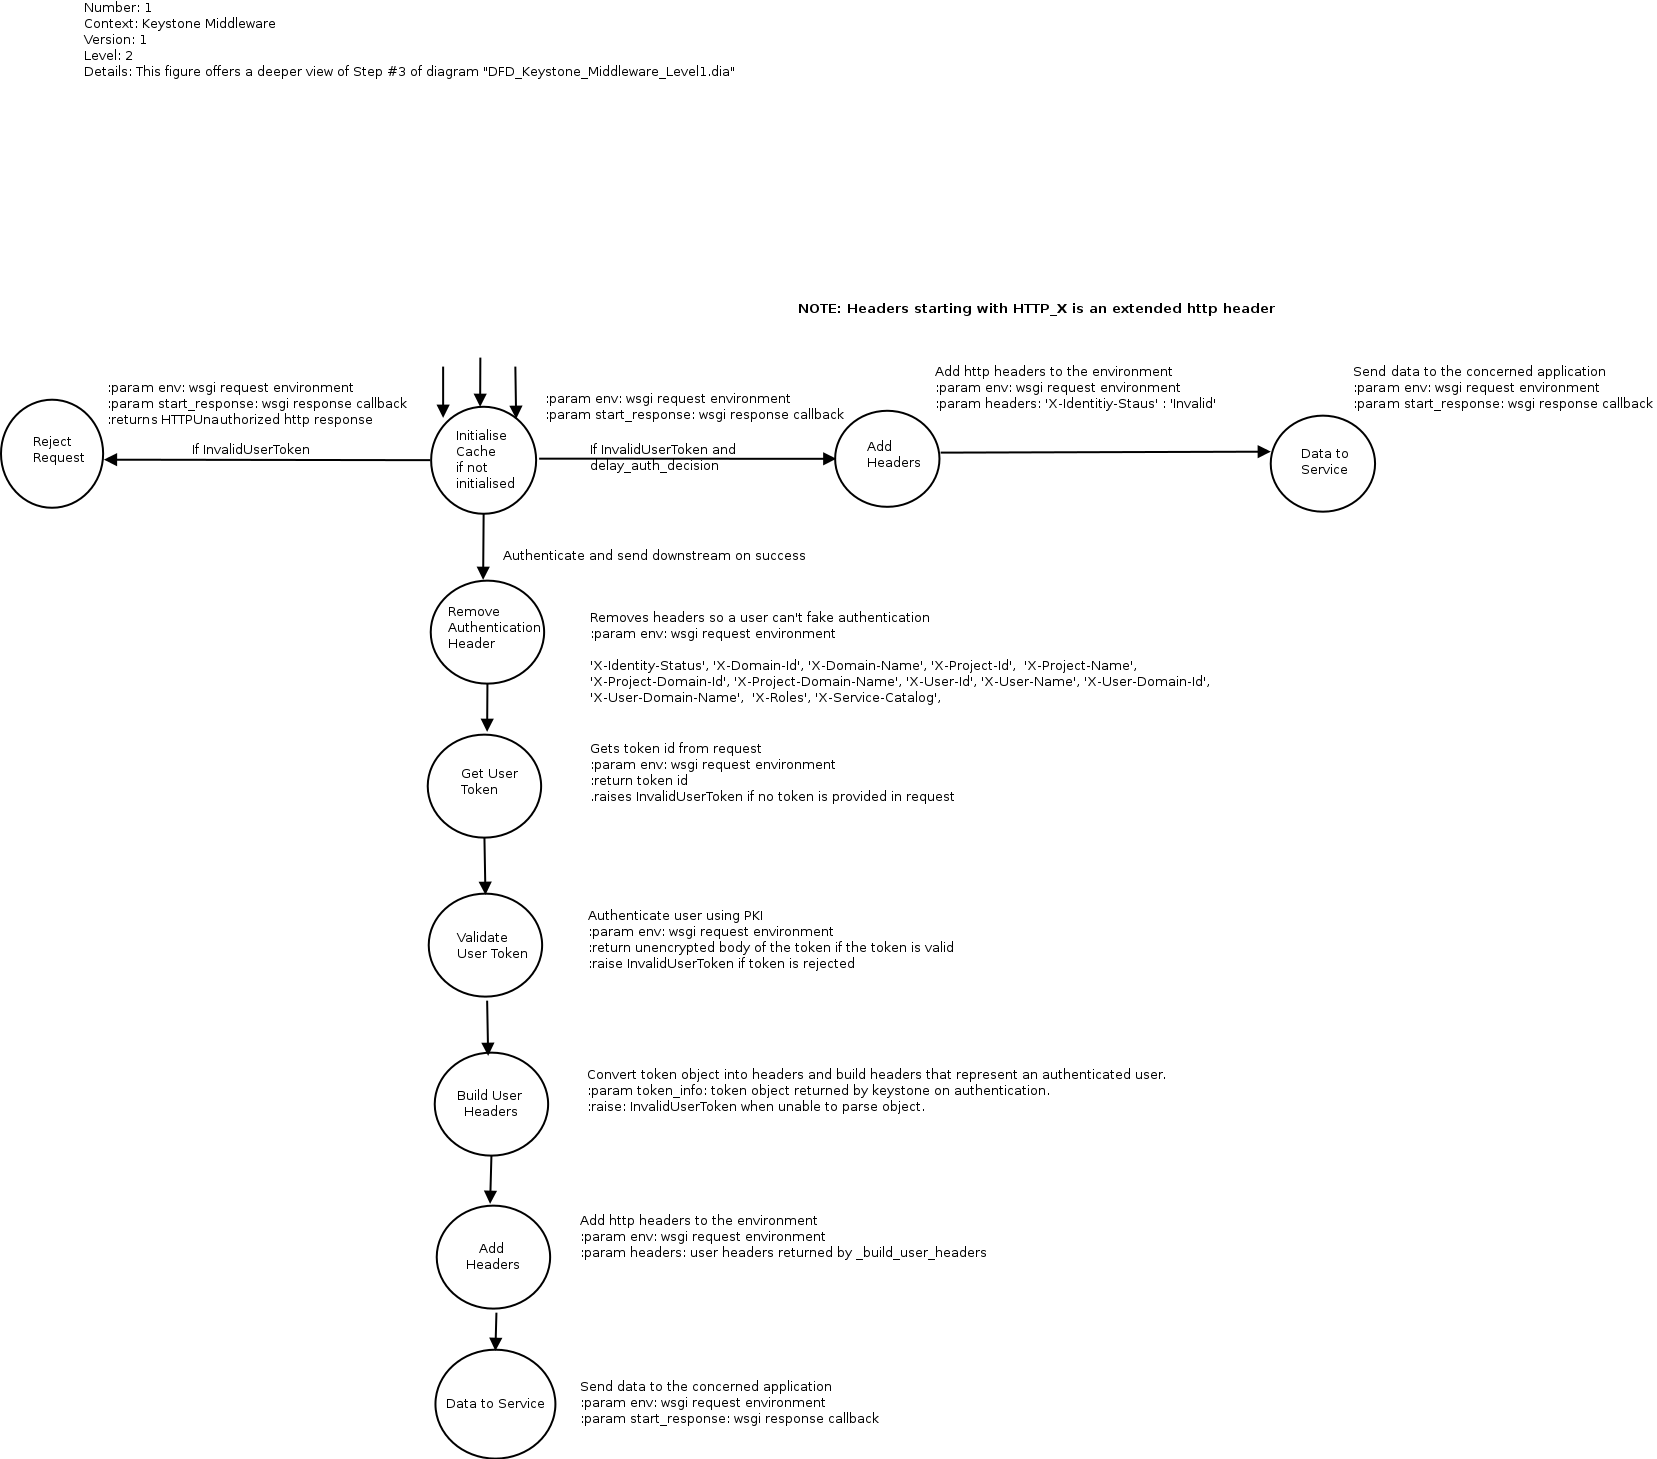 Number: 1
Context: Keystone Middleware
Version: 1
Level: 2
Details: This figure offers a deeper view of Step #3 of diagram "DFD_Keystone_Middleware_Level1.dia"
NOTE: Headers starting with HTTP_X is an extended http header
:param env: wsgi request environment
:param start_response: wsgi response callback
:returns HTTPUnauthorized http response
If InvalidUserToken
Reject
Request
Initialise
Cache
if not
initialised
:param env: wsgi request environment
:param start_response: wsgi response callback
If InvalidUserToken and
delay_auth_decision
Add
Headers
Add http headers to the environment
:param env: wsgi request environment
:param headers: 'X-Identitiy-Staus' : 'Invalid'
Send data to the concerned application
:param env: wsgi request environment
:param start_response: wsgi response callback
Data to
Service
Authenticate and send downstream on success
Remove
Authentication
Header
Removes headers so a user can't fake authentication
:param env: wsgi request environment
'X-Identity-Status', 'X-Domain-Id', 'X-Domain-Name', 'X-Project-Id',  'X-Project-Name',
'X-Project-Domain-Id', 'X-Project-Domain-Name', 'X-User-Id', 'X-User-Name', 'X-User-Domain-Id',
'X-User-Domain-Name',  'X-Roles', 'X-Service-Catalog',
Get User
Token
Gets token id from request
:param env: wsgi request environment
:return token id
.raises InvalidUserToken if no token is provided in request
Validate
User Token
Authenticate user using PKI
:param env: wsgi request environment
:return unencrypted body of the token if the token is valid
:raise InvalidUserToken if token is rejected
Build User
Headers
Convert token object into headers and build headers that represent an authenticated user.
:param token_info: token object returned by keystone on authentication.
:raise: InvalidUserToken when unable to parse object.
Add
Headers
Add http headers to the environment
:param env: wsgi request environment
:param headers: user headers returned by _build_user_headers
Data to Service
Send data to the concerned application
:param env: wsgi request environment
:param start_response: wsgi response callback